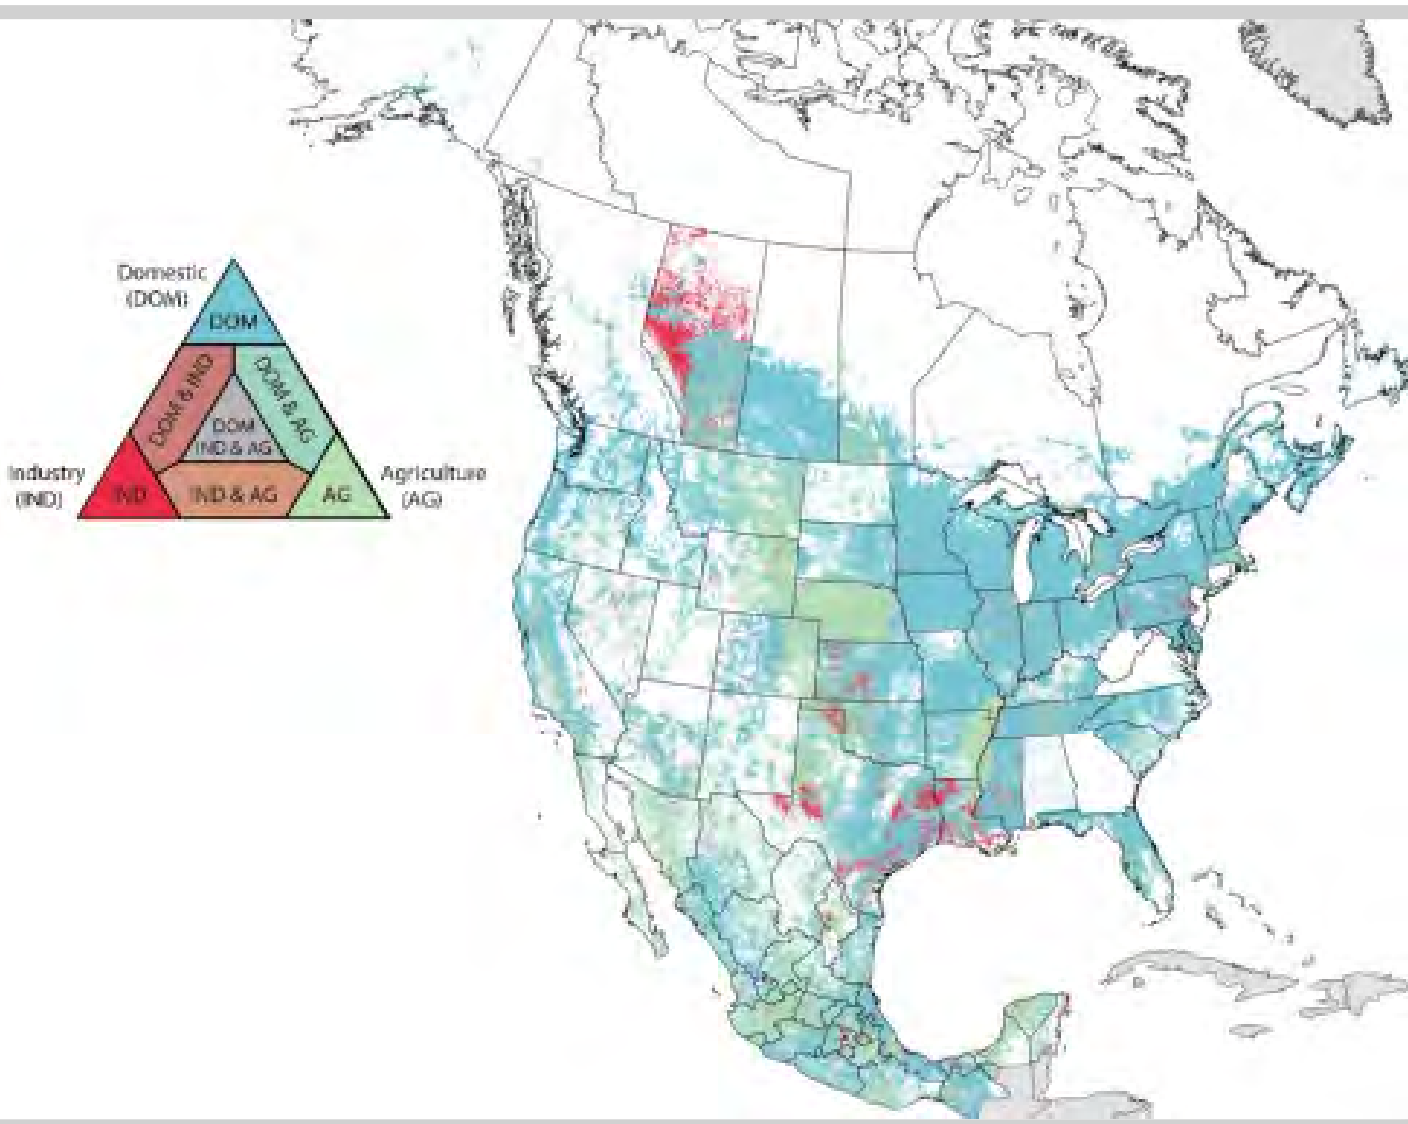 Domestic
(DOM)
DOM
DOM & IND
DOM & AG
DOM
IND & AG
Industry
(IND)
IND
IND & AG
AG
Agriculture
(AG)